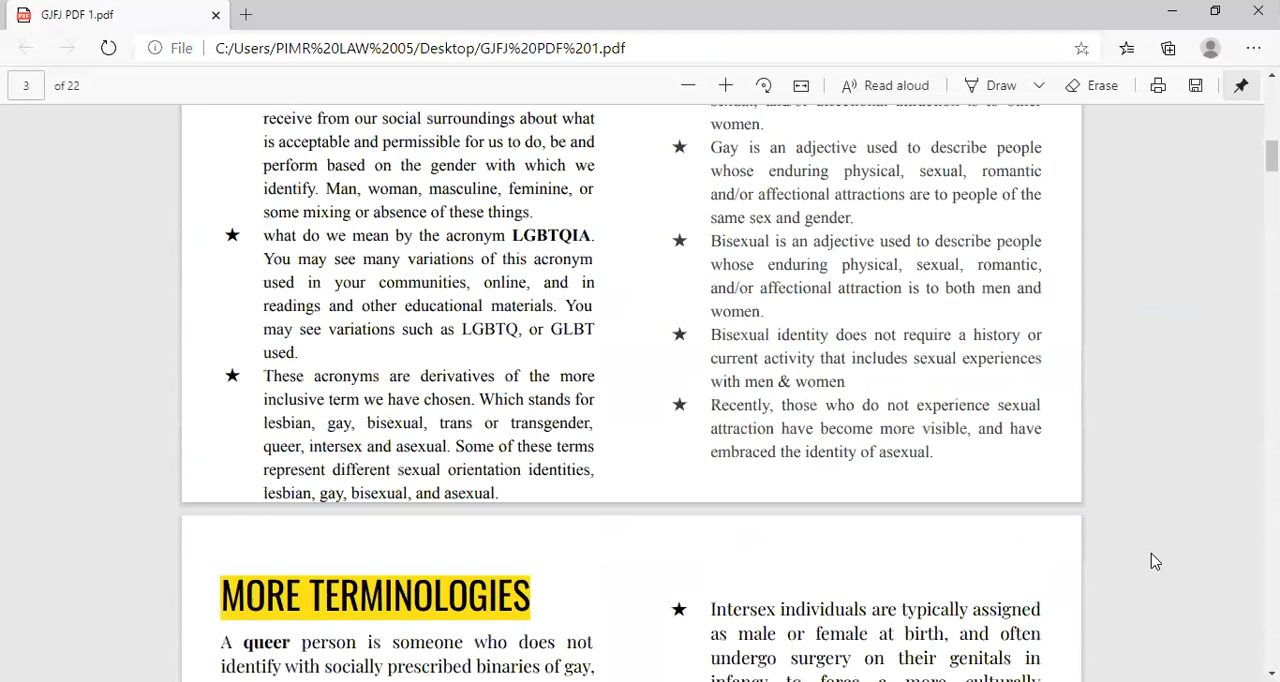 GJFJ PDF 1.pdf
File
C:/Users/PIMR%20LAW%2005/Desktop/GJFJ%20PDF%201.pdf
3 of 22
Read aloud
Draw
Erase
receive from our social surroundings about what
is acceptable and permissible for us to do, be and
perform based on the gender with which we
identify. Man, woman, masculine, feminine, or
some mixing or absence of these things.
★ what do we mean by the acronym LGBTQIA.
You may see many variations of this acronym
used in your communities, online, and in
readings and other educational materials. You
may see variations such as LGBTQ, or GLBT
used.
★ These acronyms are derivatives of the more
inclusive term we have chosen. Which stands for
lesbian, gay, bisexual, trans or transgender,
queer, intersex and asexual. Some of these terms
represent different sexual orientation identities,
lesbian, gay, bisexual, and asexual.
sexual, and/or affectional attraction is to other
women.
★ Gay is an adjective used to describe people
whose enduring physical, sexual, romantic
and/or affectional attractions are to people of the
same sex and gender.
★ Bisexual is an adjective used to describe people
whose enduring physical, sexual, romantic,
and/or affectional attraction is to both men and
women.
★ Bisexual identity does not require a history or
current activity that includes sexual experiences
with men & women
★ Recently, those who do not experience sexual
attraction have become more visible, and have
embraced the identity of asexual.
MORE TERMINOLOGIES
A queer person is someone who does not
identify with socially prescribed binaries of gay,
★ Intersex individuals are typically assigned
as male or female at birth, and often
undergo surgery on their genitals in
infancy to force a more culturally